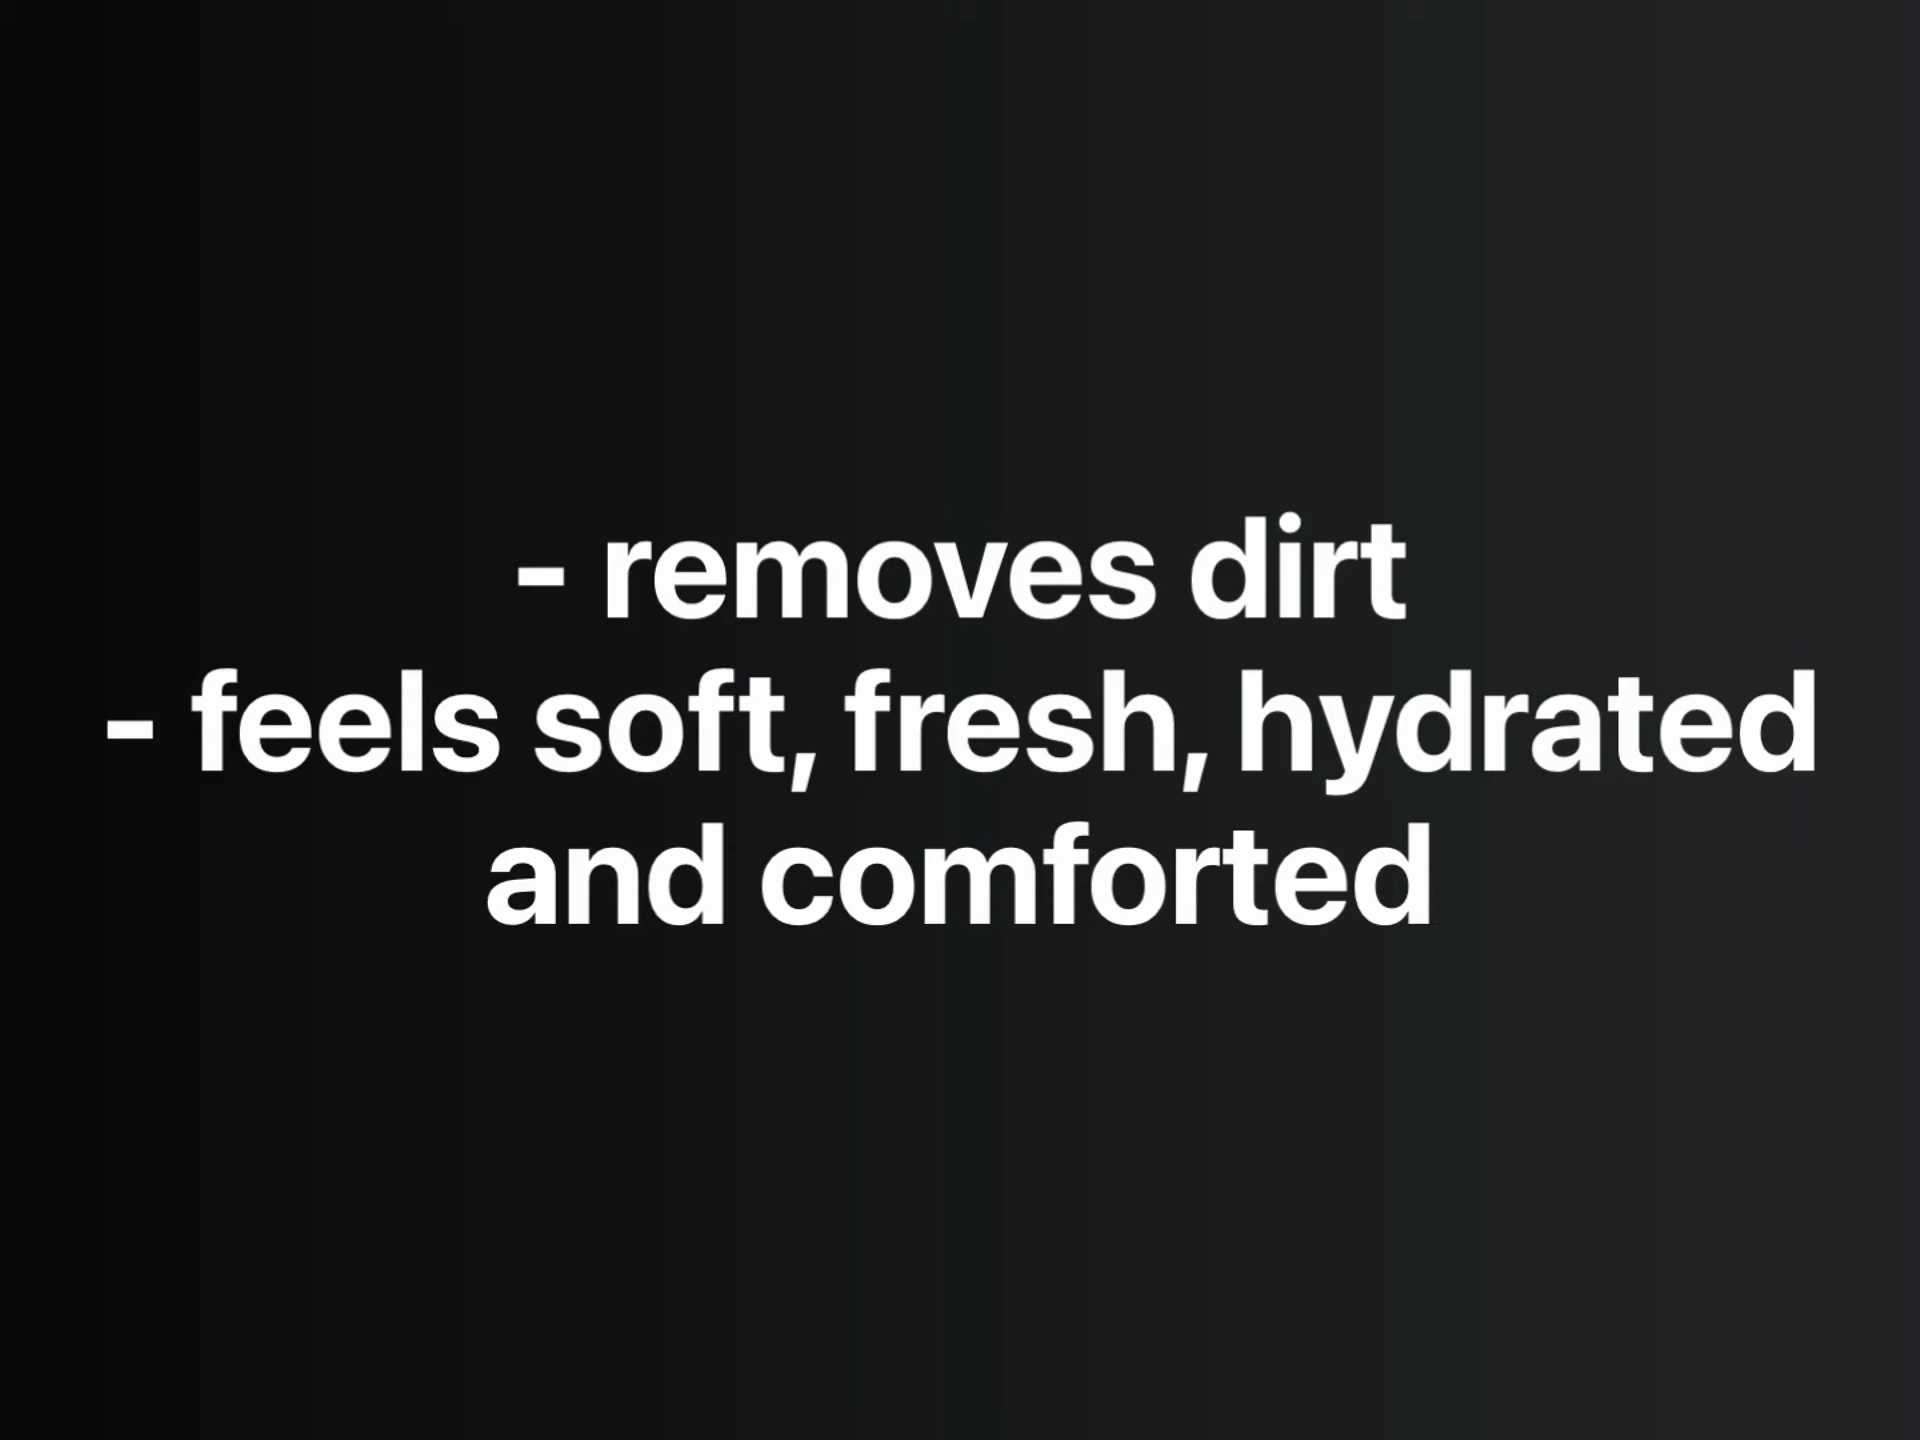 - removes dirt
- feels soft, fresh, hydrated
and comforted